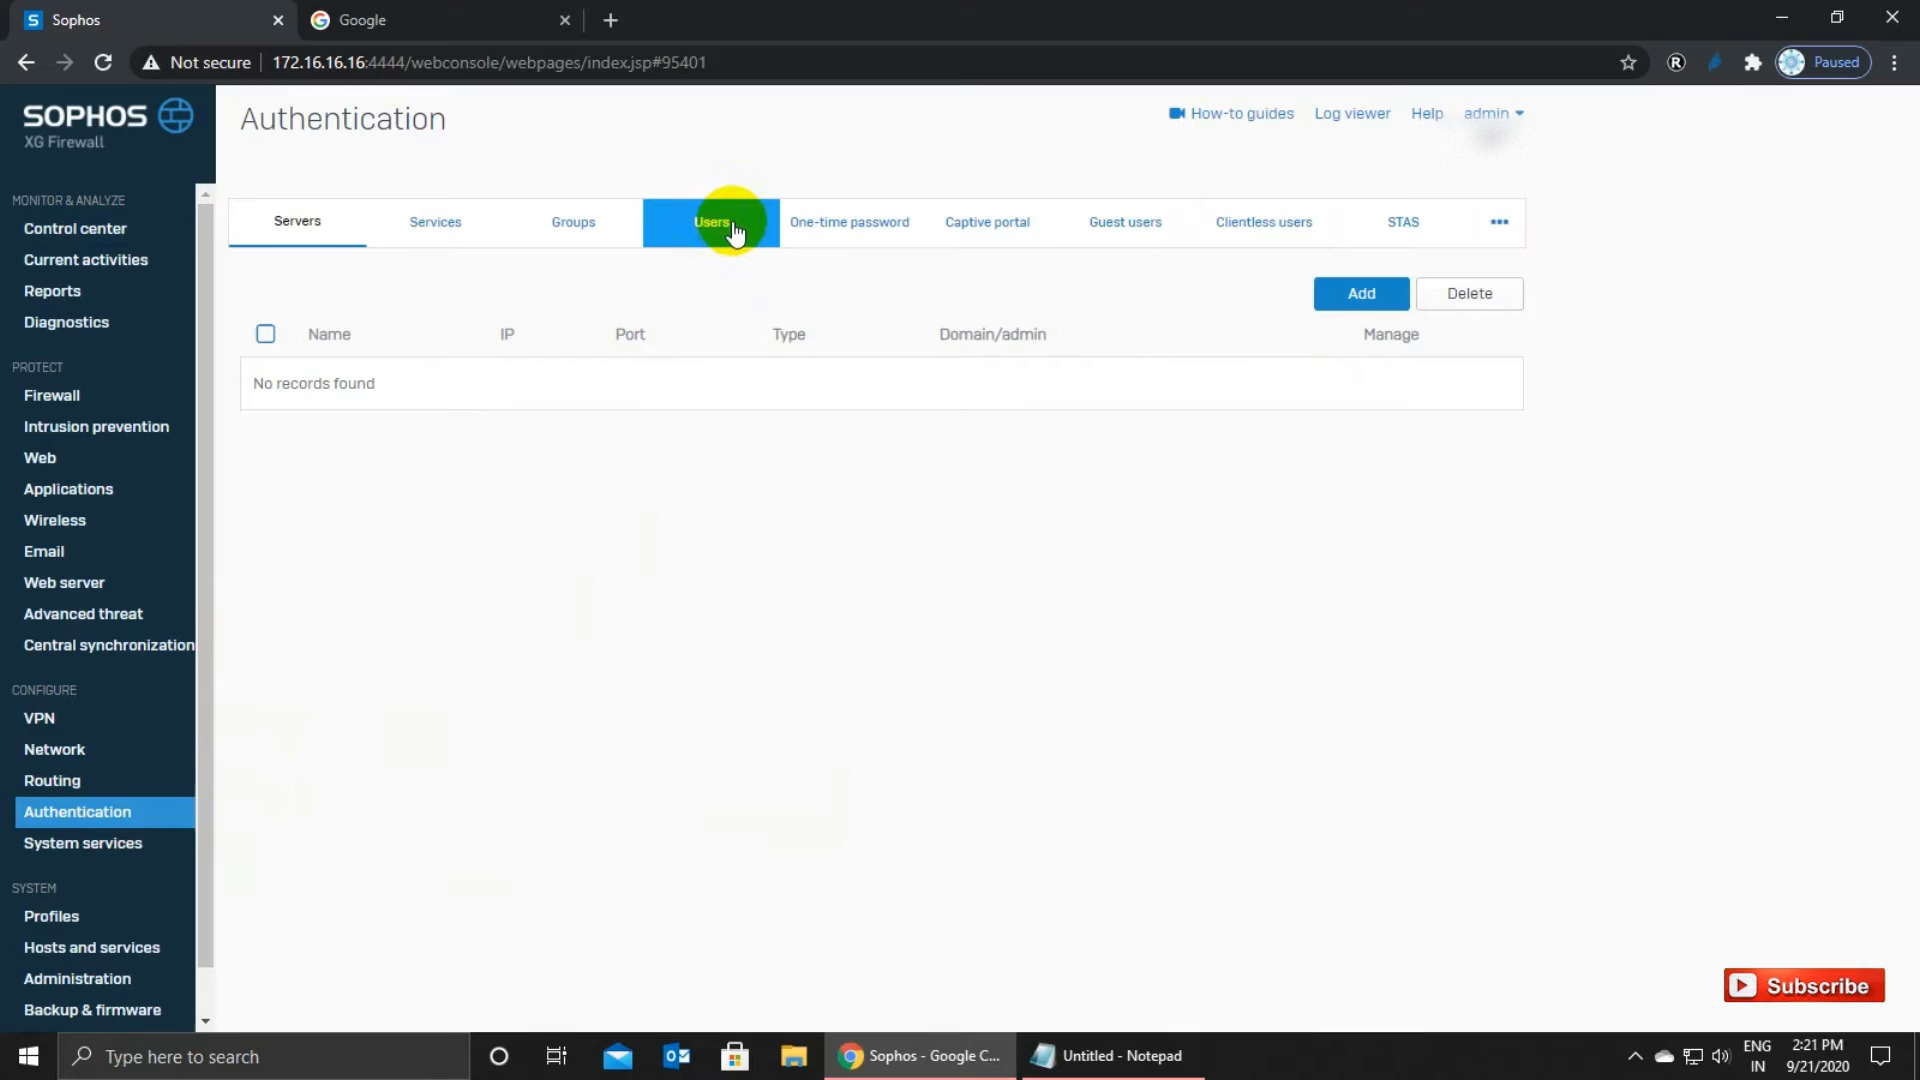 Sophos
Google
Not secure
172.16.16.16:4444/webconsole/webpages/index.jsp#95401
Paused
SOPHOS
XG Firewall
Authentication
How-to guides
Log viewer
Help
admin
MONITOR & ANALYZE
Control center
Current activities
Reports
Diagnostics
PROTECT
Firewall
Intrusion prevention
Web
Applications
Wireless
Email
Web server
Advanced threat
Central synchronization
CONFIGURE
VPN
Network
Routing
Authentication
System services
SYSTEM
Profiles
Hosts and services
Administration
Backup & firmware
Servers
Services
Groups
Users
One-time password
Captive portal
Guest users
Clientless users
STAS
Add
Delete
Name
IP
Port
Type
Domain/admin
Manage
No records found
Subscribe
Type here to search
Sophos - Google C...
Untitled - Notepad
ENG
IN
2:21 PM
9/21/2020